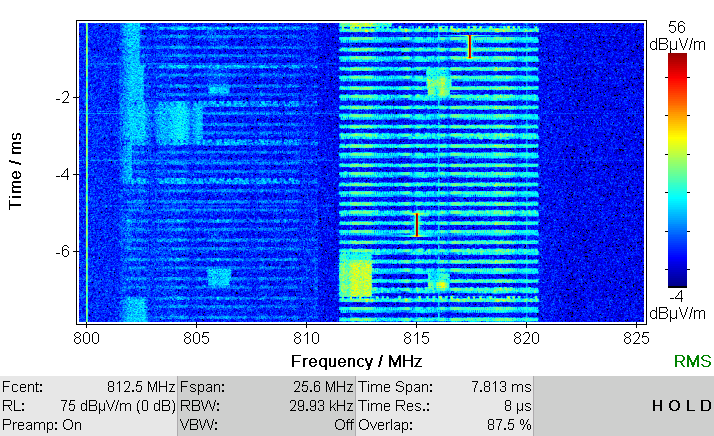 56
dBµV/m
-2
-4
-6
Time / ms
-4
dBµV/m
800 805 810 815 820 825
Frequency / MHz
RMS
Fcent: 812.5 MHz Fspan: 25.6 MHz Time Span: 7.813 ms
RL: 75 dBµV/m (0 dB) RBW: 29.93 kHz Time Res.: 8 µs HOLD
Preamp: On VBW: Off Overlap: 87.5 %